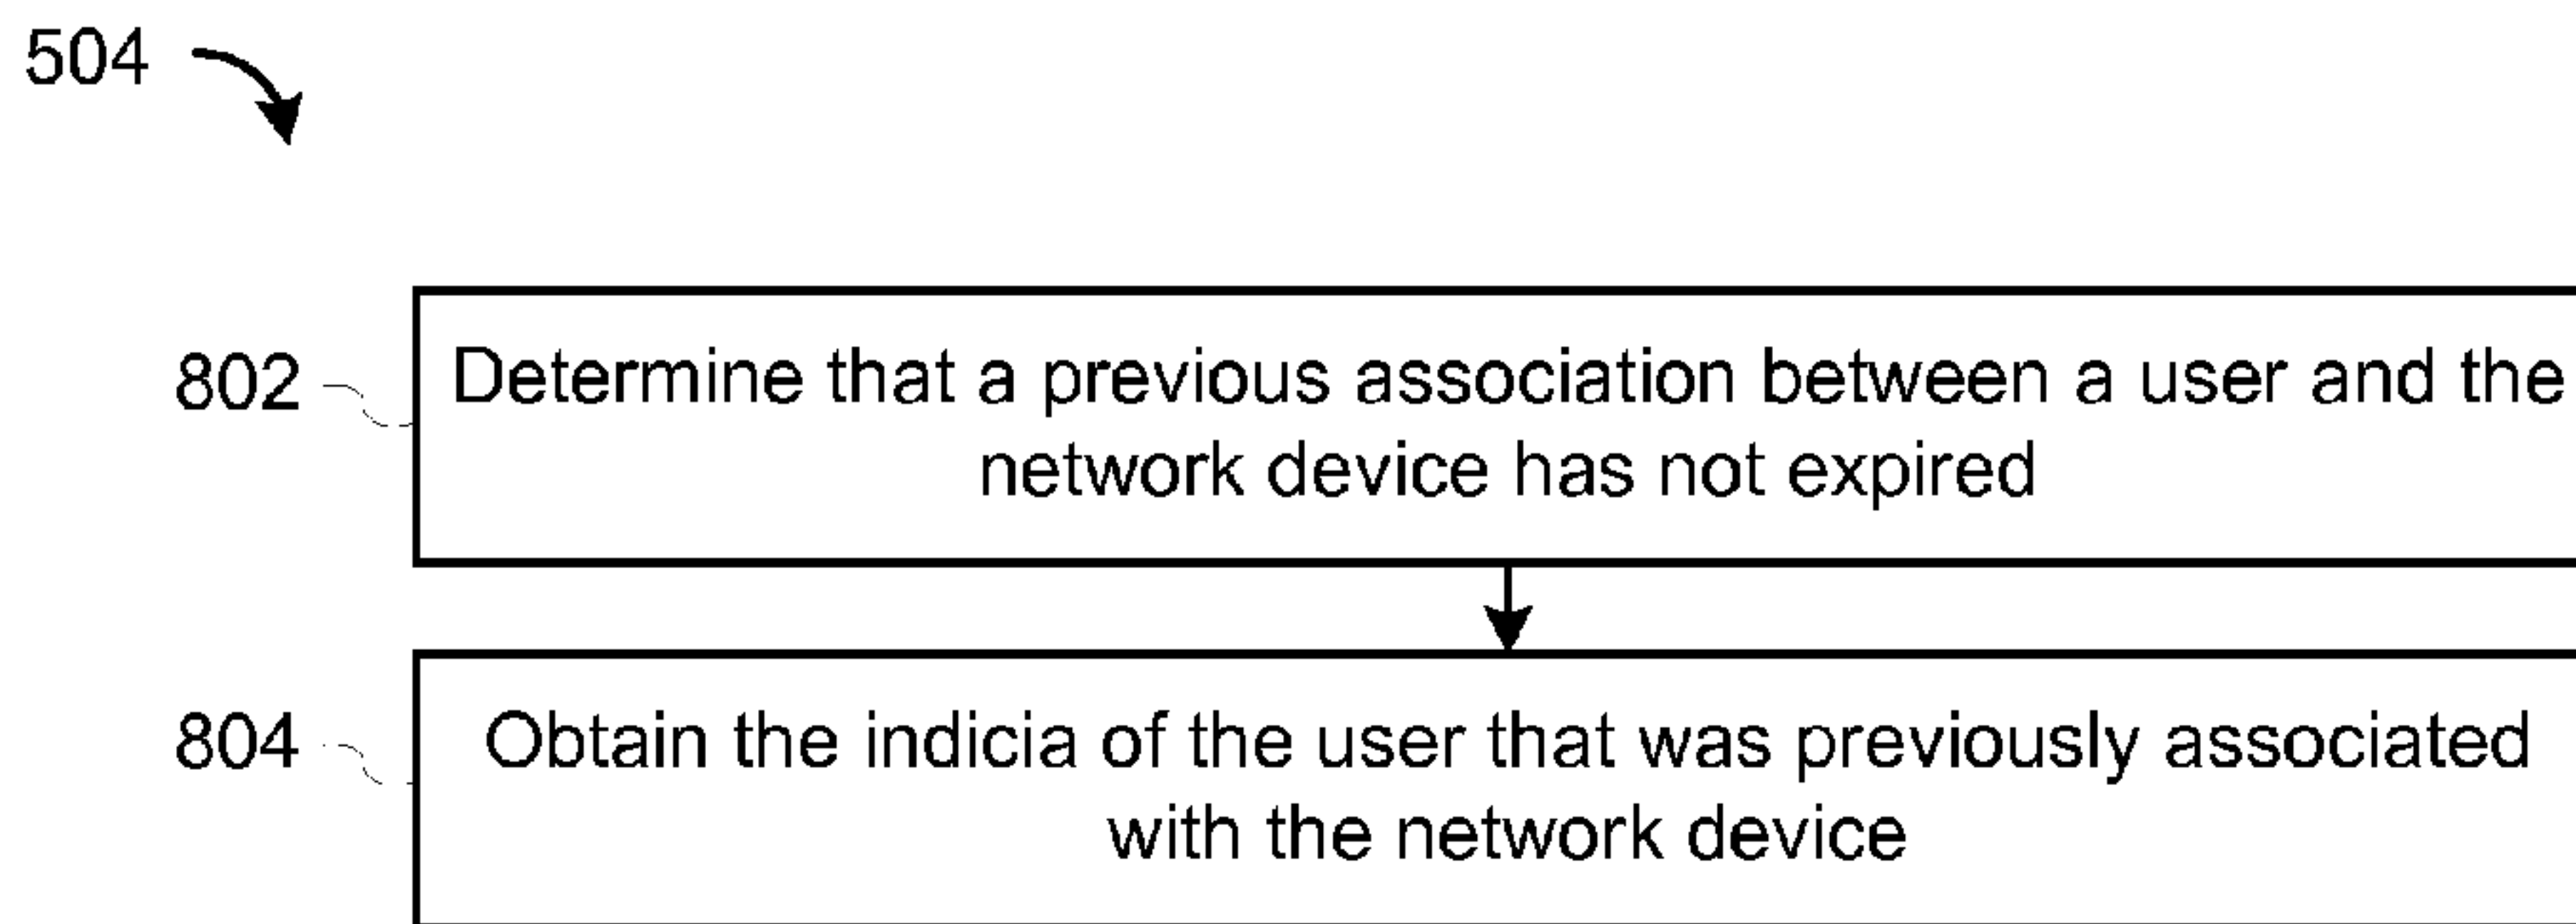 504
802
Determine that a previous association between a user and the
network device has not expired
804
Obtain the indicia of the user that was previously associated
with the network device